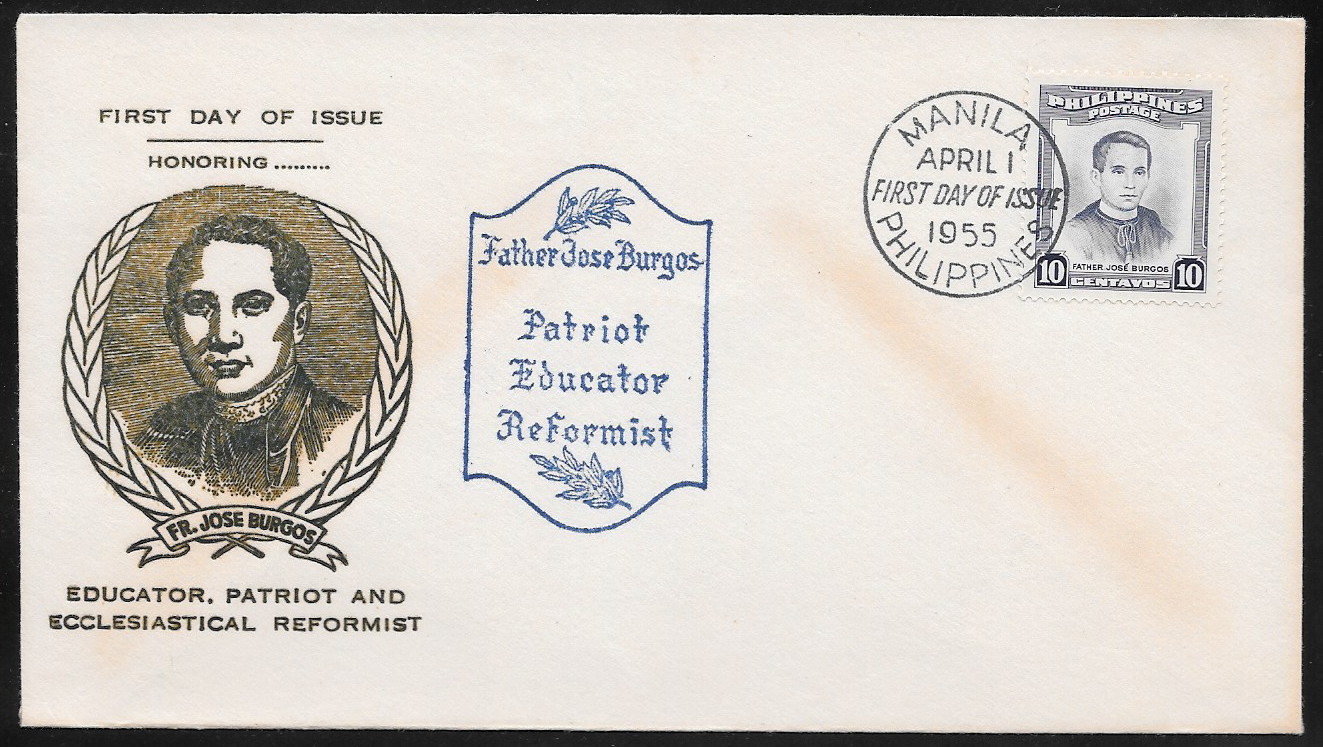 FIRST DAY OF ISSUE
HONORING .........
FR. JOSE BURGOS
EDUCATOR, PATRIOT AND
ECCLESIASTICAL REFORMIST
Father Jose Burgos
Patriot
Educator
Reformist
MANILA
APRIL 1
FIRST DAY OF ISSUE
1955
PHILIPPINES
PHILIPPINES
POSTAGE
FATHER JOSÉ BURGOS
10 CENTAVOS 10